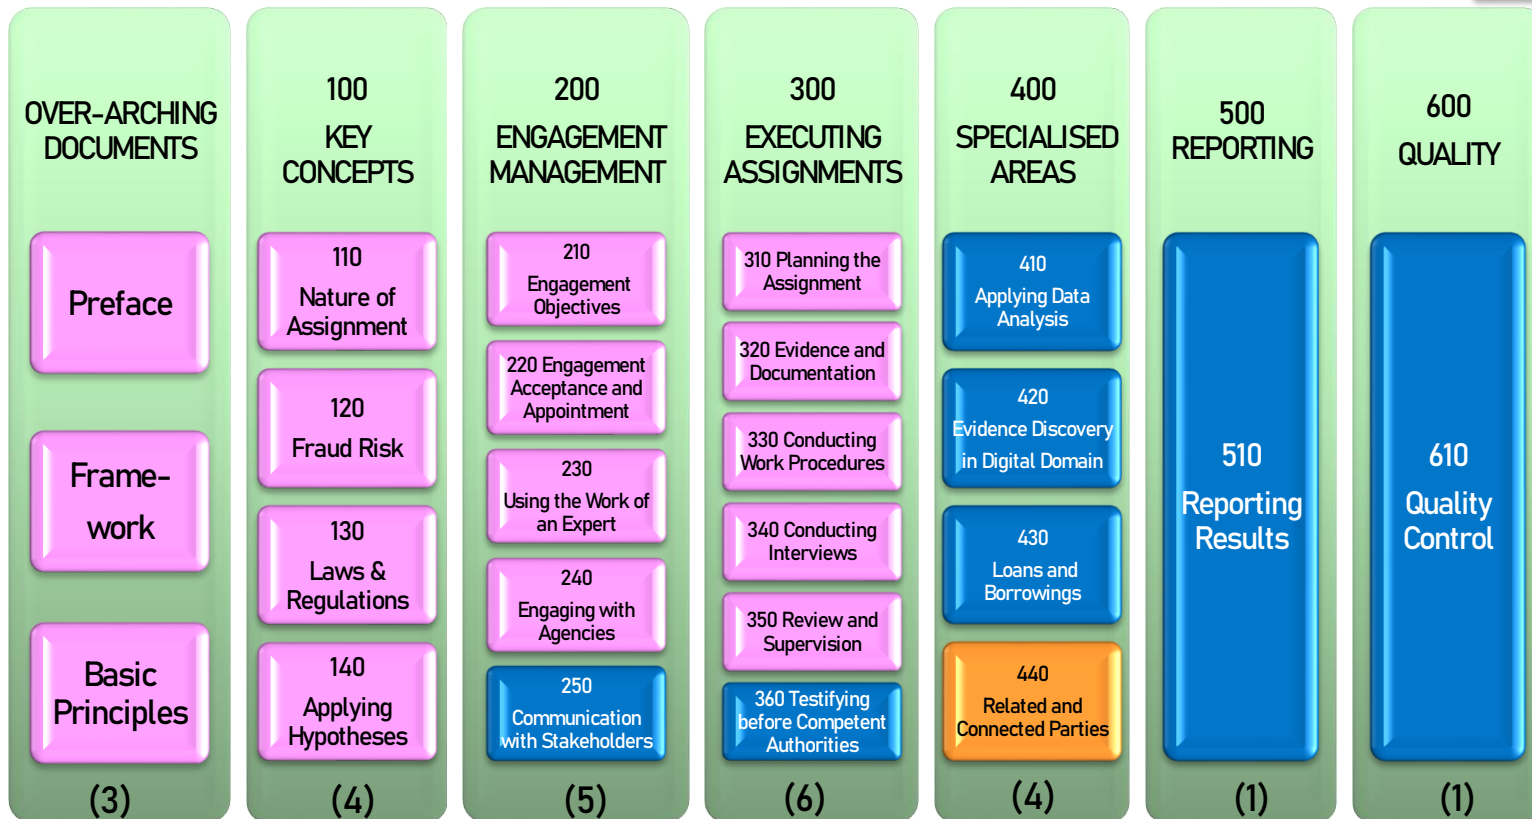 OVER-ARCHING
DOCUMENTS
Preface
Frame-
work
Basic
Principles
(3)
100
KEY
CONCEPTS
110
Nature of
Assignment
120
Fraud Risk
130
Laws &
Regulations
140
Applying
Hypotheses
(4)
200
ENGAGEMENT
MANAGEMENT
210
Engagement
Objectives
220 Engagement
Acceptance and
Appointment
230
Using the Work of
an Expert
240
Engaging with
Agencies
250
Communication
with Stakeholders
(5)
300
EXECUTING
ASSIGNMENTS
310 Planning the
Assignment
320 Evidence and
Documentation
330 Conducting
Work Procedures
340 Conducting
Interviews
350 Review and
Supervision
360 Testifying
before Competent
Authorities
(6)
400
SPECIALISED
AREAS
410
Applying Data
Analysis
420
Evidence Discovery
in Digital Domain
430
Loans and
Borrowings
440
Related and
Connected Parties
(4)
500
REPORTING
510
Reporting
Results
(1)
600
QUALITY
610
Quality
Control
(1)